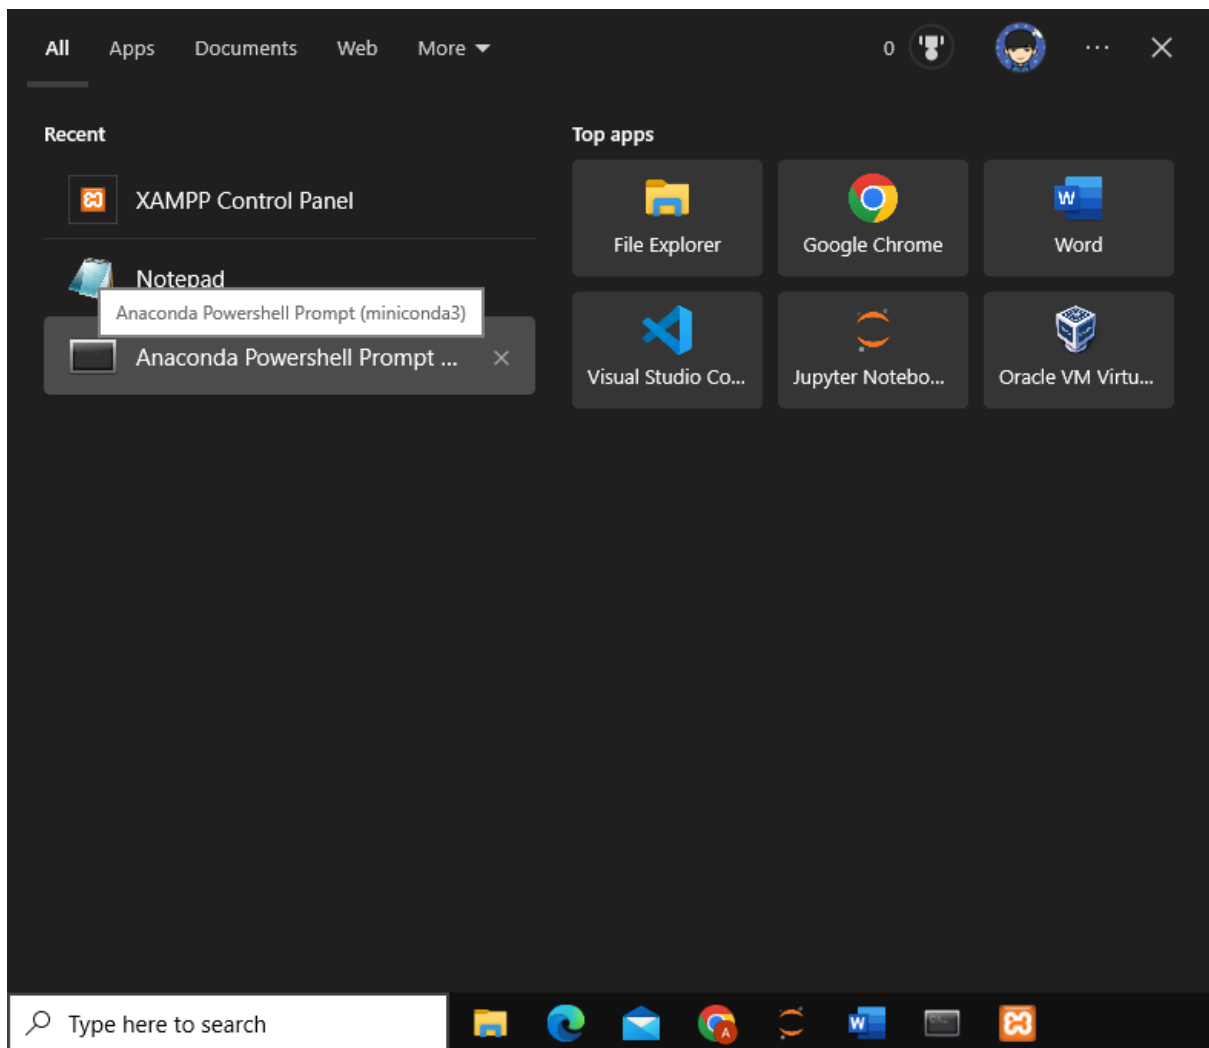 All Apps Documents Web More 0
Recent
XAMPP Control Panel
Notepad
Anaconda Powershell Prompt (miniconda3)
Anaconda Powershell Prompt ...
Top apps
File Explorer Google Chrome Word
Visual Studio Co... Jupyter Notebo... Oracle VM Virtu...
Type here to search